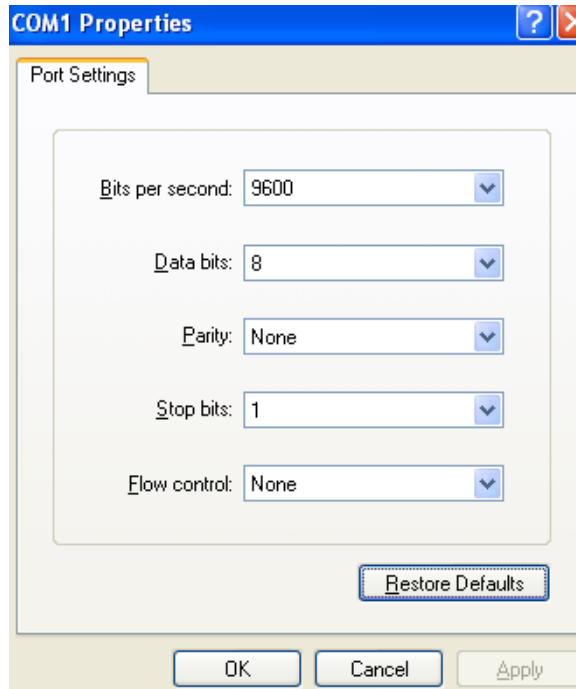 COM1 Properties
Port Settings
Bits per second: 9600
Data bits: 8
Parity: None
Stop bits: 1
Flow control: None
Restore Defaults
OK Cancel Apply